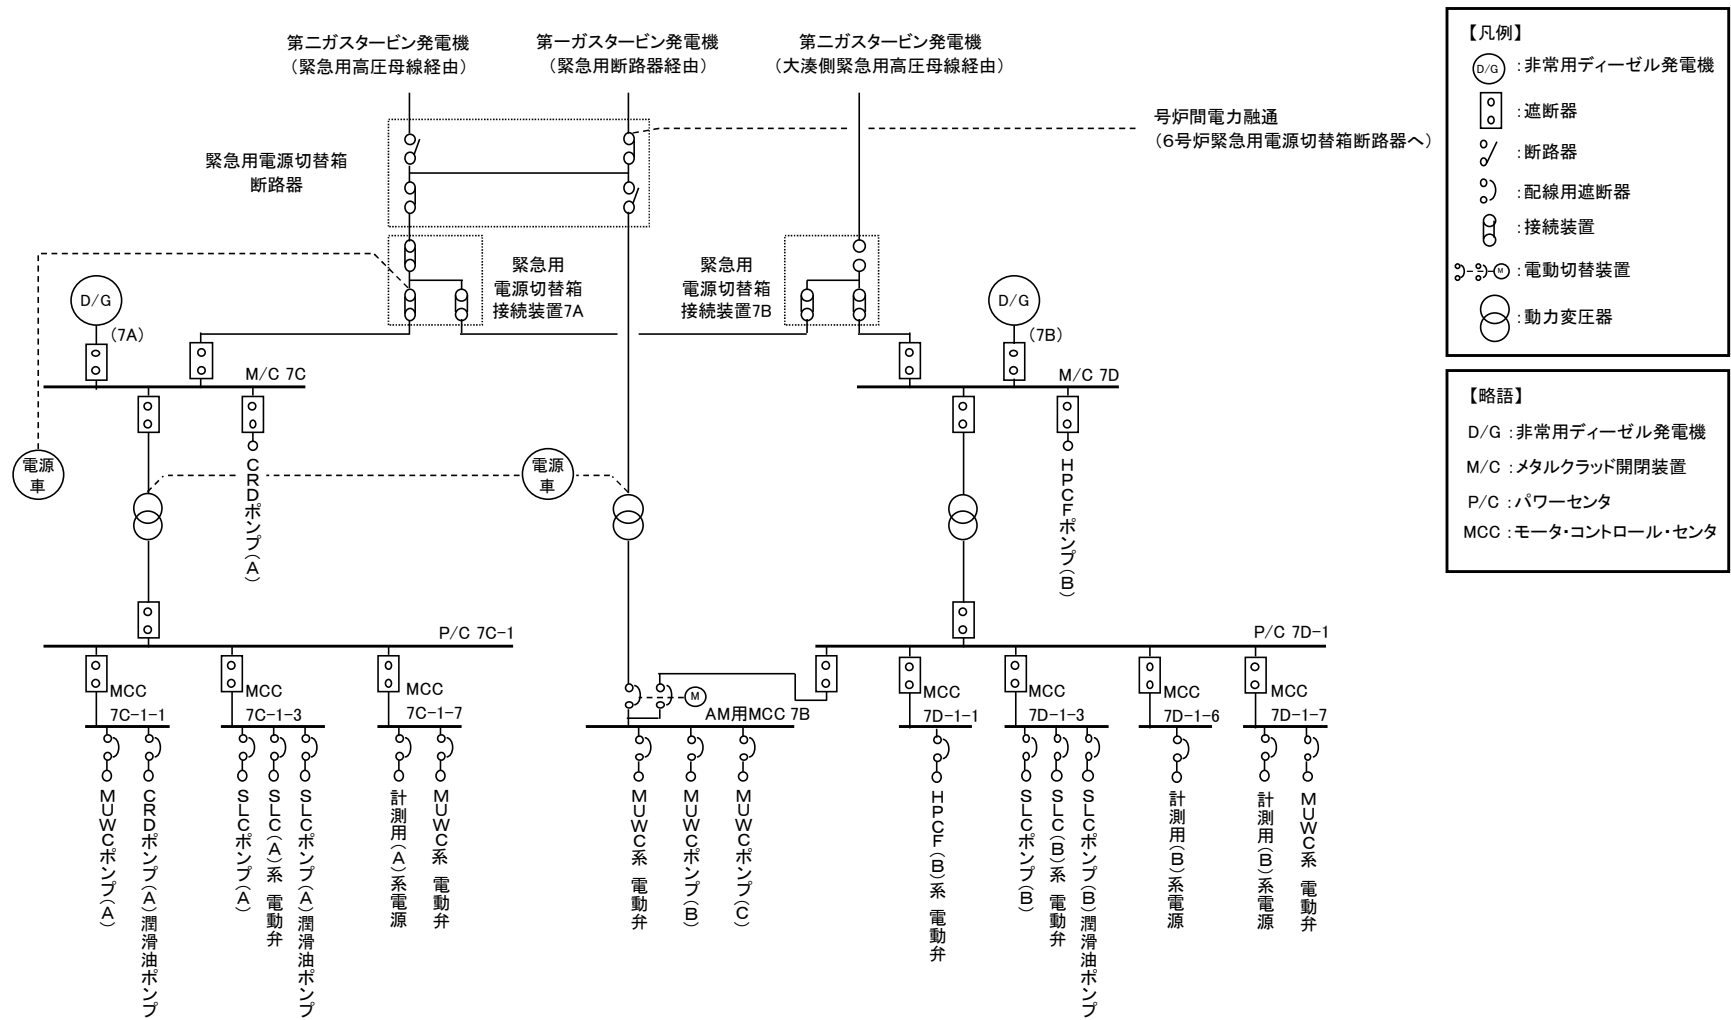 第二ガスタービン発電機
(緊急用高圧母線経由)
第一ガスタービン発電機
(緊急用断路器経由)
第二ガスタービン発電機
(大湊側緊急用高圧母線経由)
号炉間電力融通
(6号炉緊急用電源切替箱断路器へ)
緊急用電源切替箱
断路器
緊急用
電源切替箱
接続装置7A
緊急用
電源切替箱
接続装置7B
D/G
(7A)
D/G
(7B)
M/C 7C
M/C 7D
電源
車
電源
車
CRDポンプ(A)
HPCFポンプ(B)
P/C 7C-1
P/C 7D-1
MCC
7C-1-1
MCC
7C-1-3
MCC
7C-1-7
M
AM用MCC 7B
MCC
7D-1-1
MCC
7D-1-3
MCC
7D-1-6
MCC
7D-1-7
MUWCポンプ(A)
CRDポンプ(A)潤滑油ポンプ
SLCポンプ(A)
SLC(A)系 電動弁
SLCポンプ(A)潤滑油ポンプ
計測用(A)系電源
MUWC系 電動弁
MUWC系 電動弁
MUWCポンプ(B)
MUWCポンプ(C)
HPCF(B)系 電動弁
SLCポンプ(B)
SLC(B)系 電動弁
SLCポンプ(B)潤滑油ポンプ
計測用(B)系電源
計測用(B)系電源
MUWC系 電動弁
【凡例】
D/G :非常用ディーゼル発電機
:遮断器
:断路器
:配線用遮断器
:接続装置
M :電動切替装置
:動力変圧器
【略語】
D/G :非常用ディーゼル発電機
M/C :メタルクラッド開閉装置
P/C :パワーセンタ
MCC :モータ・コントロール・センタ